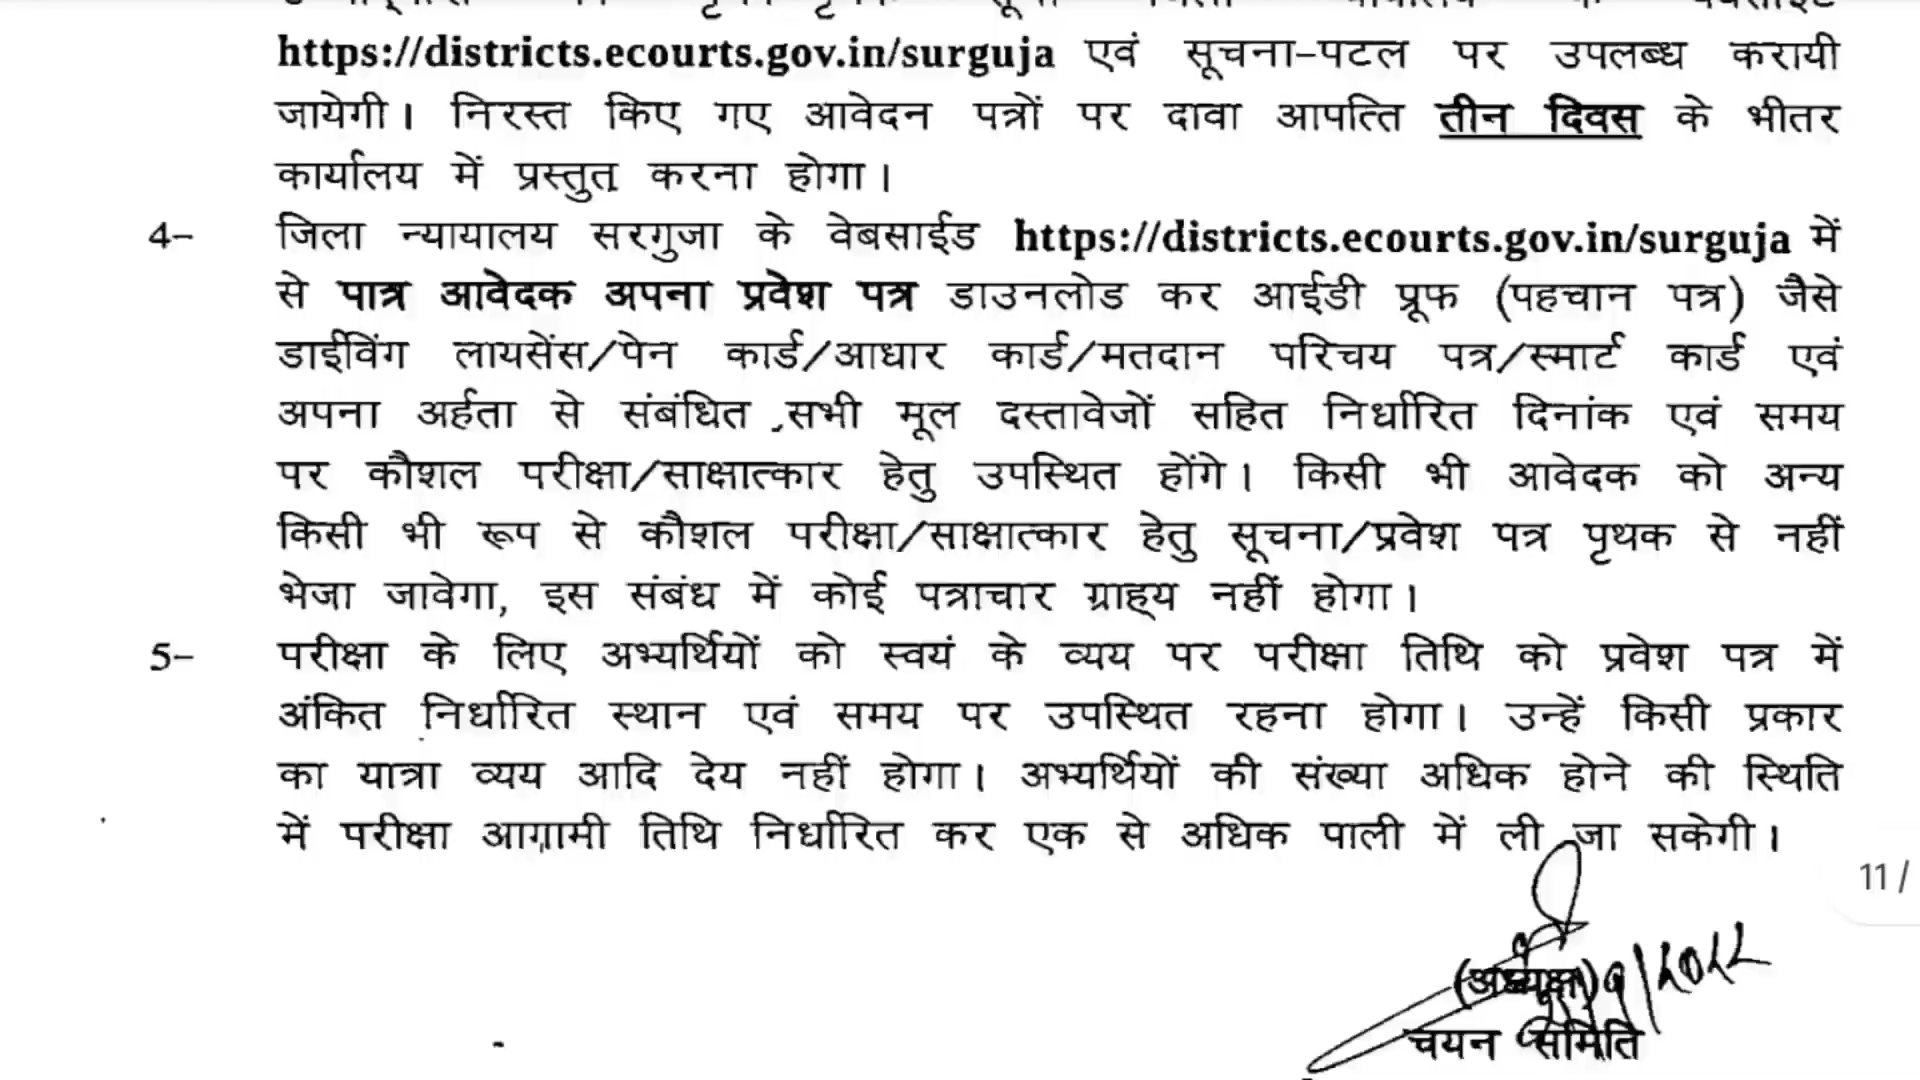 https://districts.ecourts.gov.in/surguja एवं सूचना-पटल पर उपलब्ध करायी
जायेगी। निरस्त किए गए आवेदन पत्रों पर दावा आपत्ति तीन दिवस के भीतर
कार्यालय में प्रस्तुत करना होगा।
4- जिला न्यायालय सरगुजा के वेबसाईड https://districts.ecourts.gov.in/surguja में
से पात्र आवेदक अपना प्रवेश पत्र डाउनलोड कर आईडी प्रूफ (पहचान पत्र) जैसे
डाईविंग लायसेंस/पेन कार्ड/आधार कार्ड/मतदान परिचय पत्र/स्मार्ट कार्ड एवं
अपना अर्हता से संबंधित सभी मूल दस्तावेजों सहित निर्धारित दिनांक एवं समय
पर कौशल परीक्षा/साक्षात्कार हेतु उपस्थित होंगे। किसी भी आवेदक को अन्य
किसी भी रूप से कौशल परीक्षा/साक्षात्कार हेतु सूचना/प्रवेश पत्र पृथक से नहीं
भेजा जावेगा, इस संबंध में कोई पत्राचार ग्राह्य नहीं होगा।
5- परीक्षा के लिए अभ्यर्थियों को स्वयं के व्यय पर परीक्षा तिथि को प्रवेश पत्र में
अंकित निर्धारित स्थान एवं समय पर उपस्थित रहना होगा। उन्हें किसी प्रकार
का यात्रा व्यय आदि देय नहीं होगा। अभ्यर्थियों की संख्या अधिक होने की स्थिति
में परीक्षा आगामी तिथि निर्धारित कर एक से अधिक पाली में ली जा सकेगी।
11 /
(अध्यक्ष)
चयन समिति